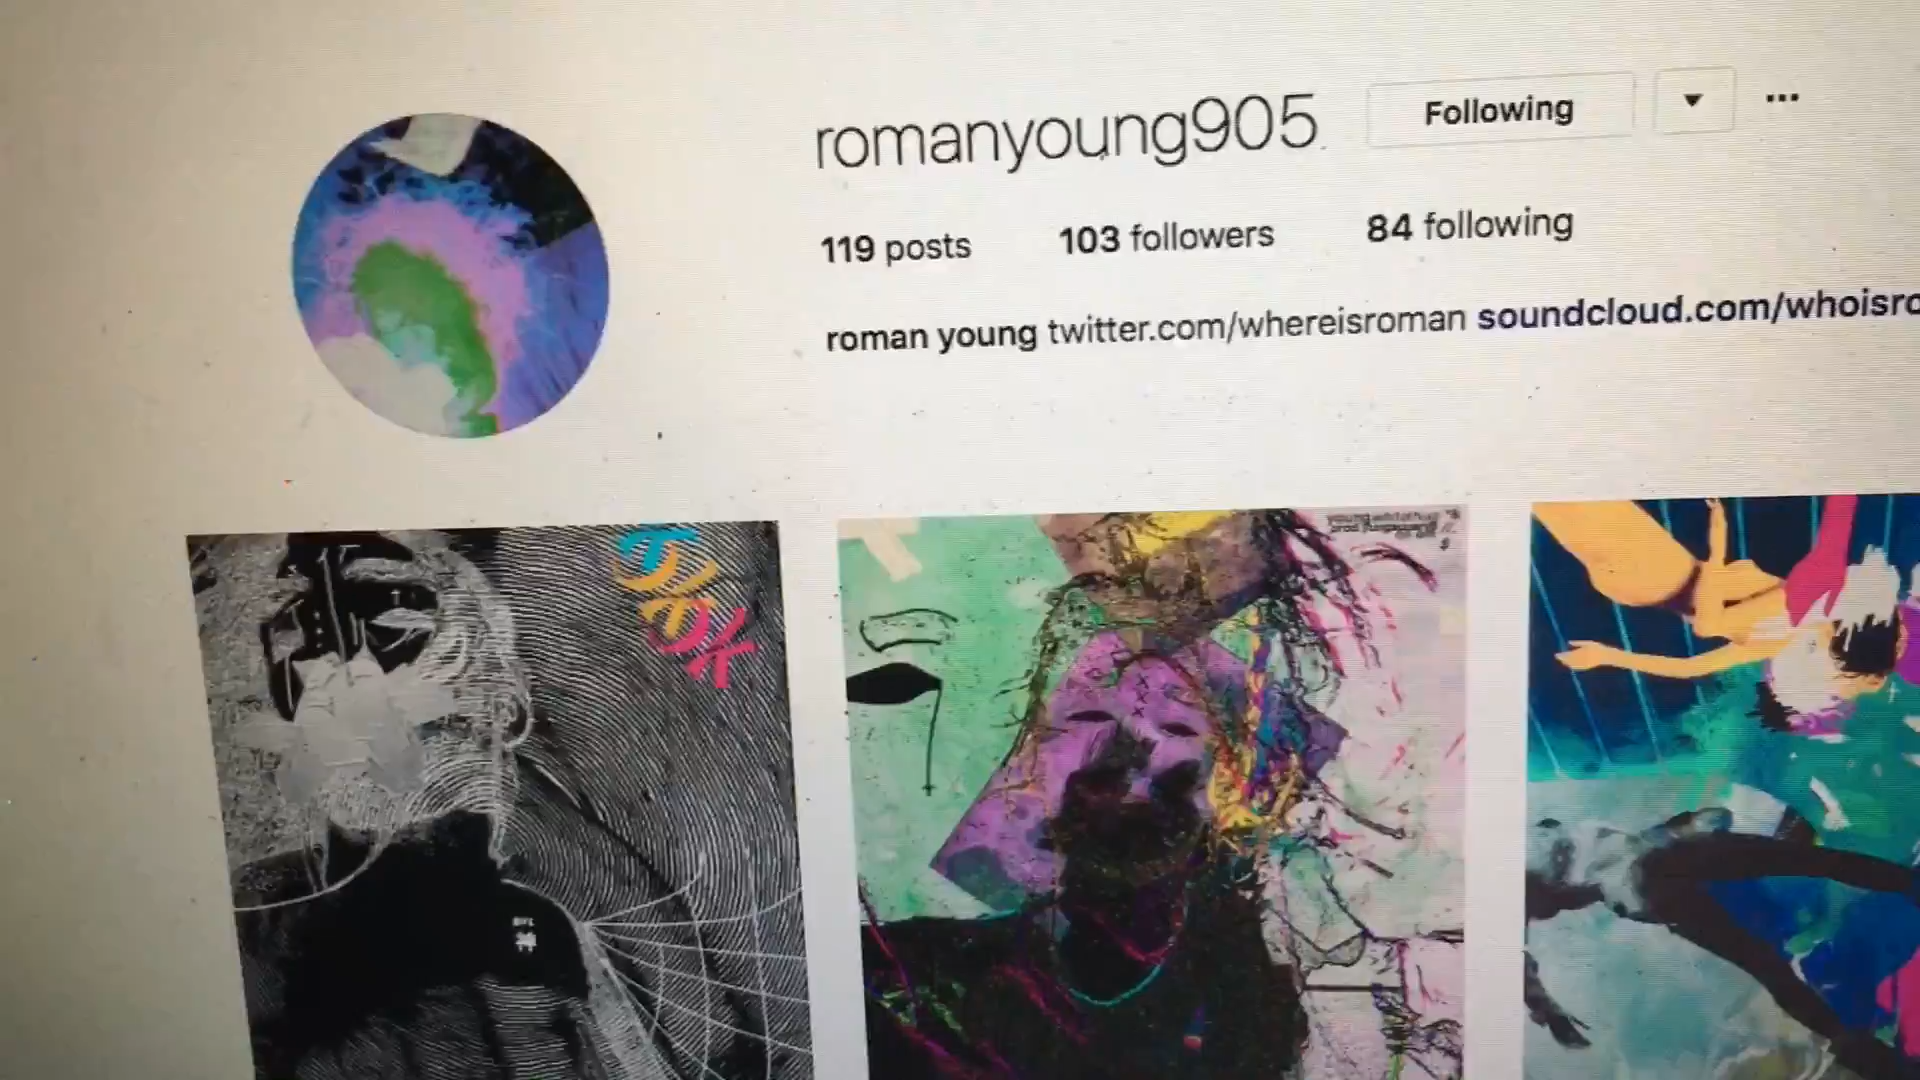 romanyoung905 Following ...
119 posts 103 followers 84 following
roman young twitter.com/whereisroman soundcloud.com/whoisro